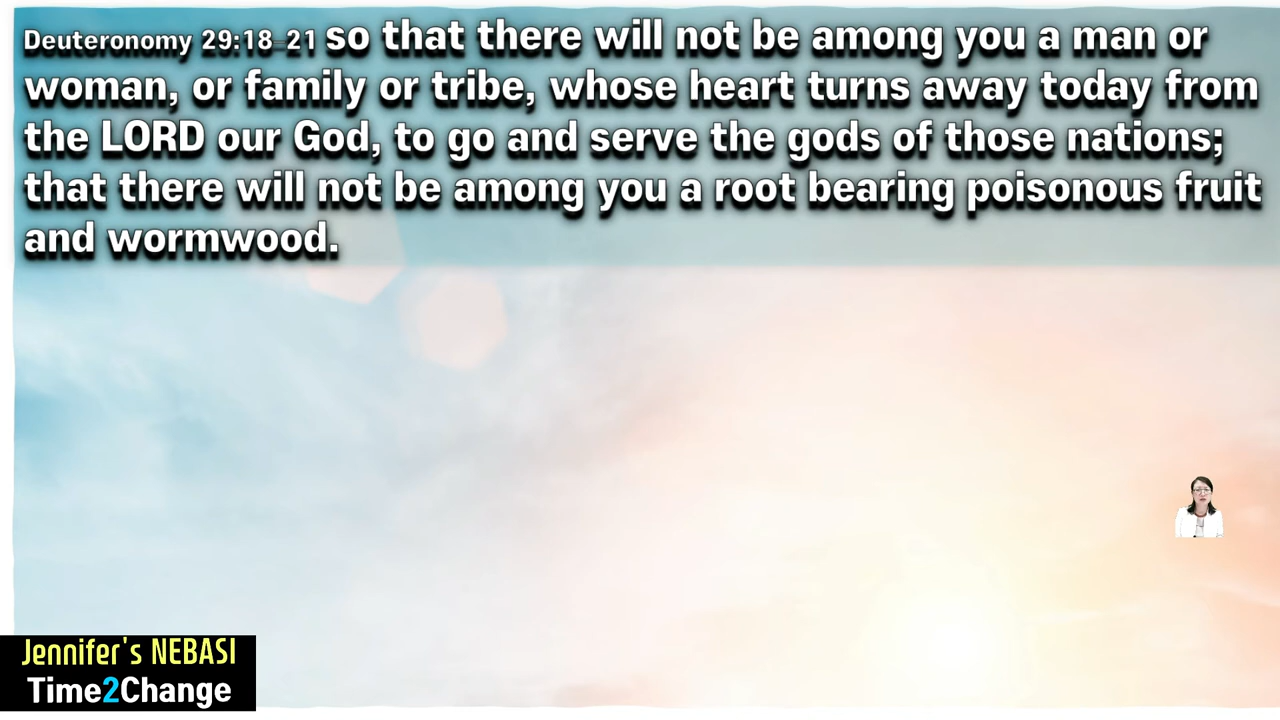 Deuteronomy 29:18-21 so that there will not be among you a man or
woman, or family or tribe, whose heart turns away today from
the LORD our God, to go and serve the gods of those nations;
that there will not be among you a root bearing poisonous fruit
and wormwood.
Jennifer's NEBASI
Time2Change